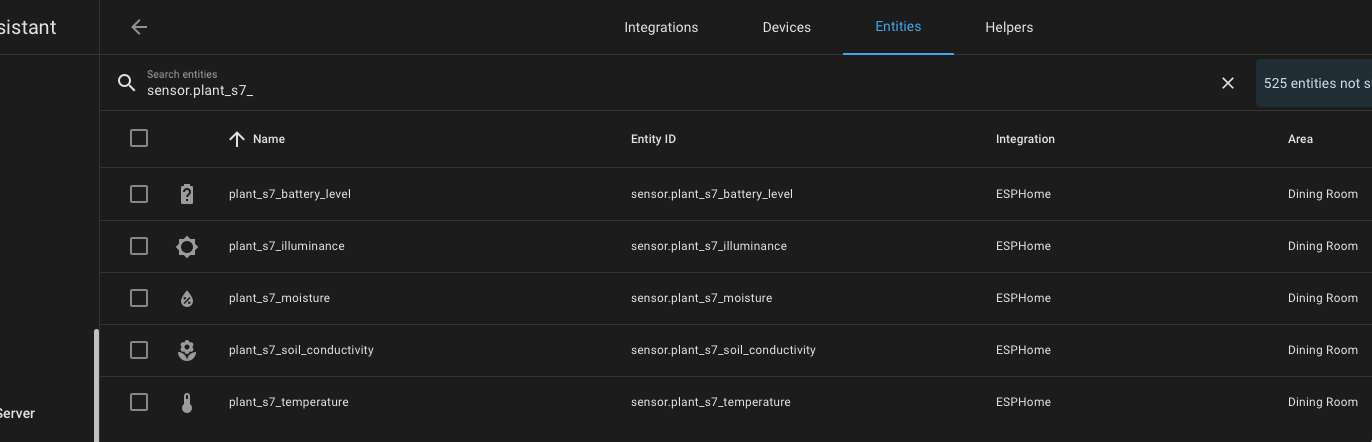 sistant
Integrations Devices Entities Helpers
Search entities
sensor.plant_s7_
525 entities not s
Name Entity ID Integration Area
plant_s7_battery_level sensor.plant_s7_battery_level ESPHome Dining Room
plant_s7_illuminance sensor.plant_s7_illuminance ESPHome Dining Room
plant_s7_moisture sensor.plant_s7_moisture ESPHome Dining Room
plant_s7_soil_conductivity sensor.plant_s7_soil_conductivity ESPHome Dining Room
plant_s7_temperature sensor.plant_s7_temperature ESPHome Dining Room
Server